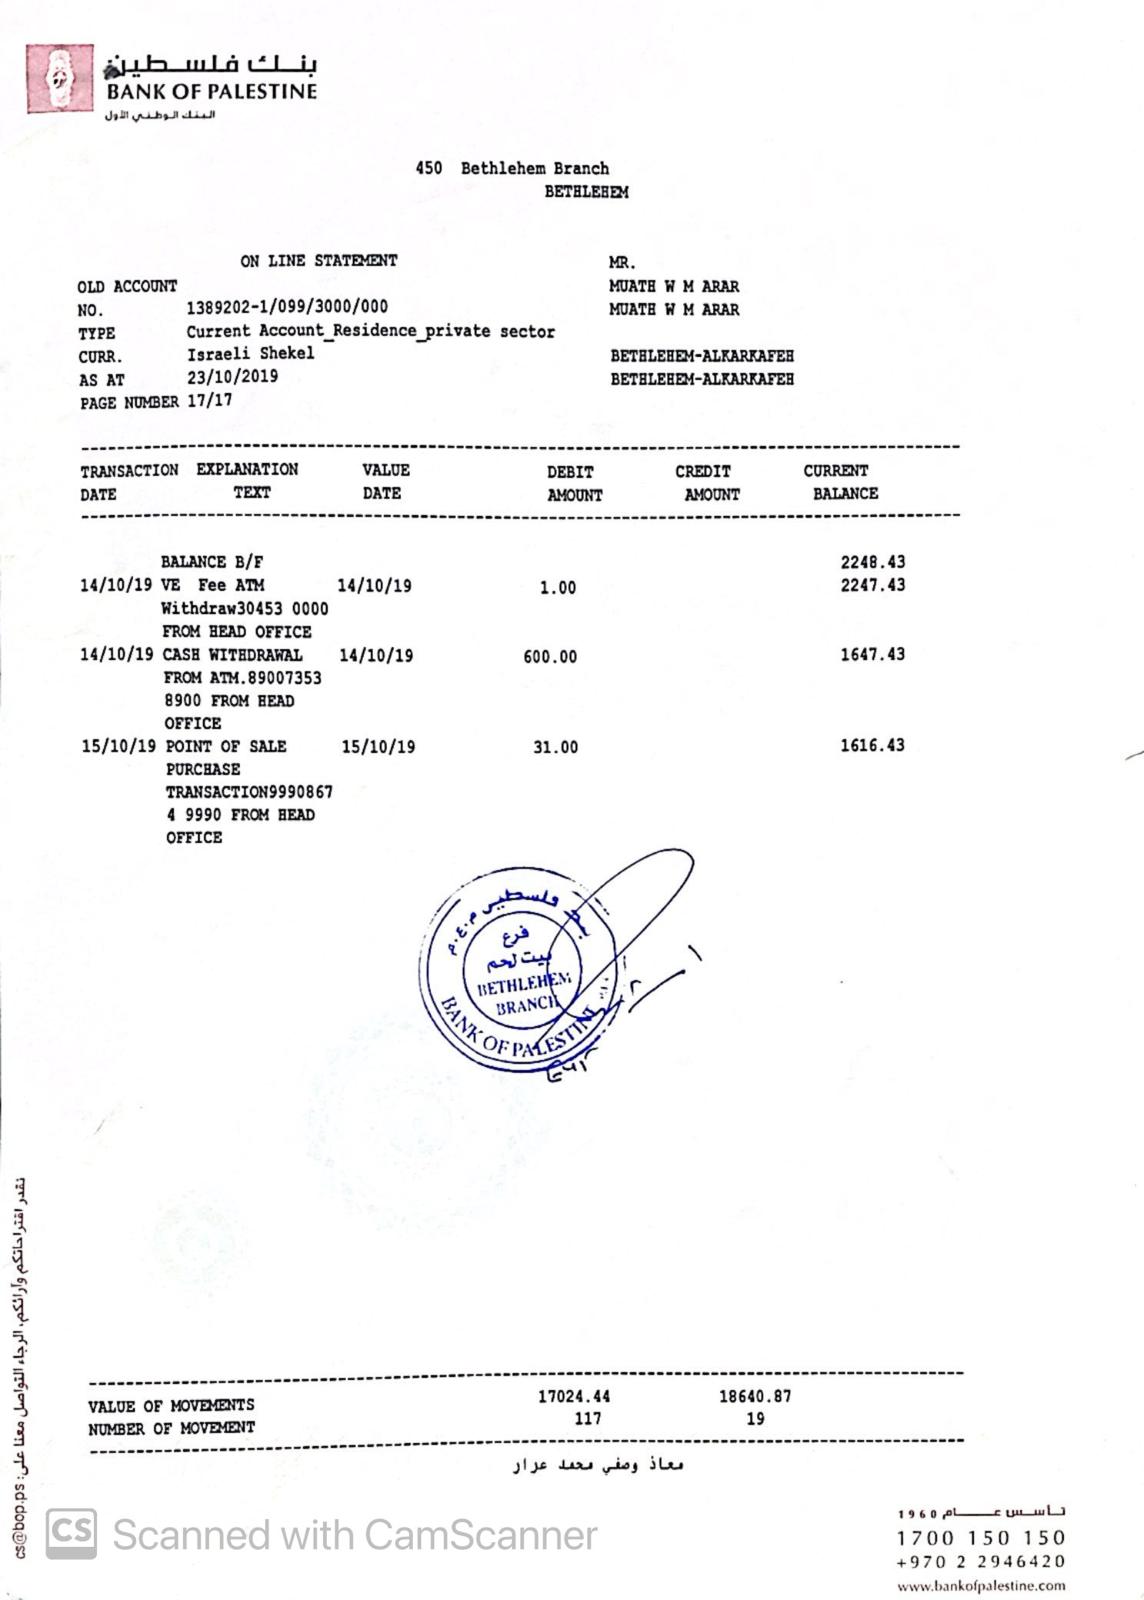 بنك فلسطين
BANK OF PALESTINE
البنك الوطني الأول
450 Bethlehem Branch
BETHLEHEM
ON LINE STATEMENT
MR.
OLD ACCOUNT
MUATH W M ARAR
NO. 1389202-1/099/3000/000
MUATH W M ARAR
TYPE Current Account_Residence_private sector
CURR. Israeli Shekel
BETHLEHEM-ALKARKAFEH
AS AT 23/10/2019
BETHLEHEM-ALKARKAFEH
PAGE NUMBER 17/17
TRANSACTION EXPLANATION VALUE DEBIT CREDIT CURRENT
DATE TEXT DATE AMOUNT AMOUNT BALANCE
BALANCE B/F 2248.43
14/10/19 VE Fee ATM 14/10/19 1.00 2247.43
Withdraw30453 0000
FROM HEAD OFFICE
14/10/19 CASH WITHDRAWAL 14/10/19 600.00 1647.43
FROM ATM.89007353
8900 FROM HEAD
OFFICE
15/10/19 POINT OF SALE 15/10/19 31.00 1616.43
PURCHASE
TRANSACTION9990867
4 9990 FROM HEAD
OFFICE
بنك فلسطين م.ع.م
فرع
بيت لحم
BETHLEHEM
BRANCH
BANK OF PALESTINE
VALUE OF MOVEMENTS 17024.44 18640.87
NUMBER OF MOVEMENT 117 19
معاذ وصفي محمد عرار
نقدر اقتراحاتكم وآرائكم، الرجاء التواصل معنا على: cs@bop.ps
CS Scanned with CamScanner
تأسس عام 1960
1700 150 150
+970 2 2946420
www.bankofpalestine.com